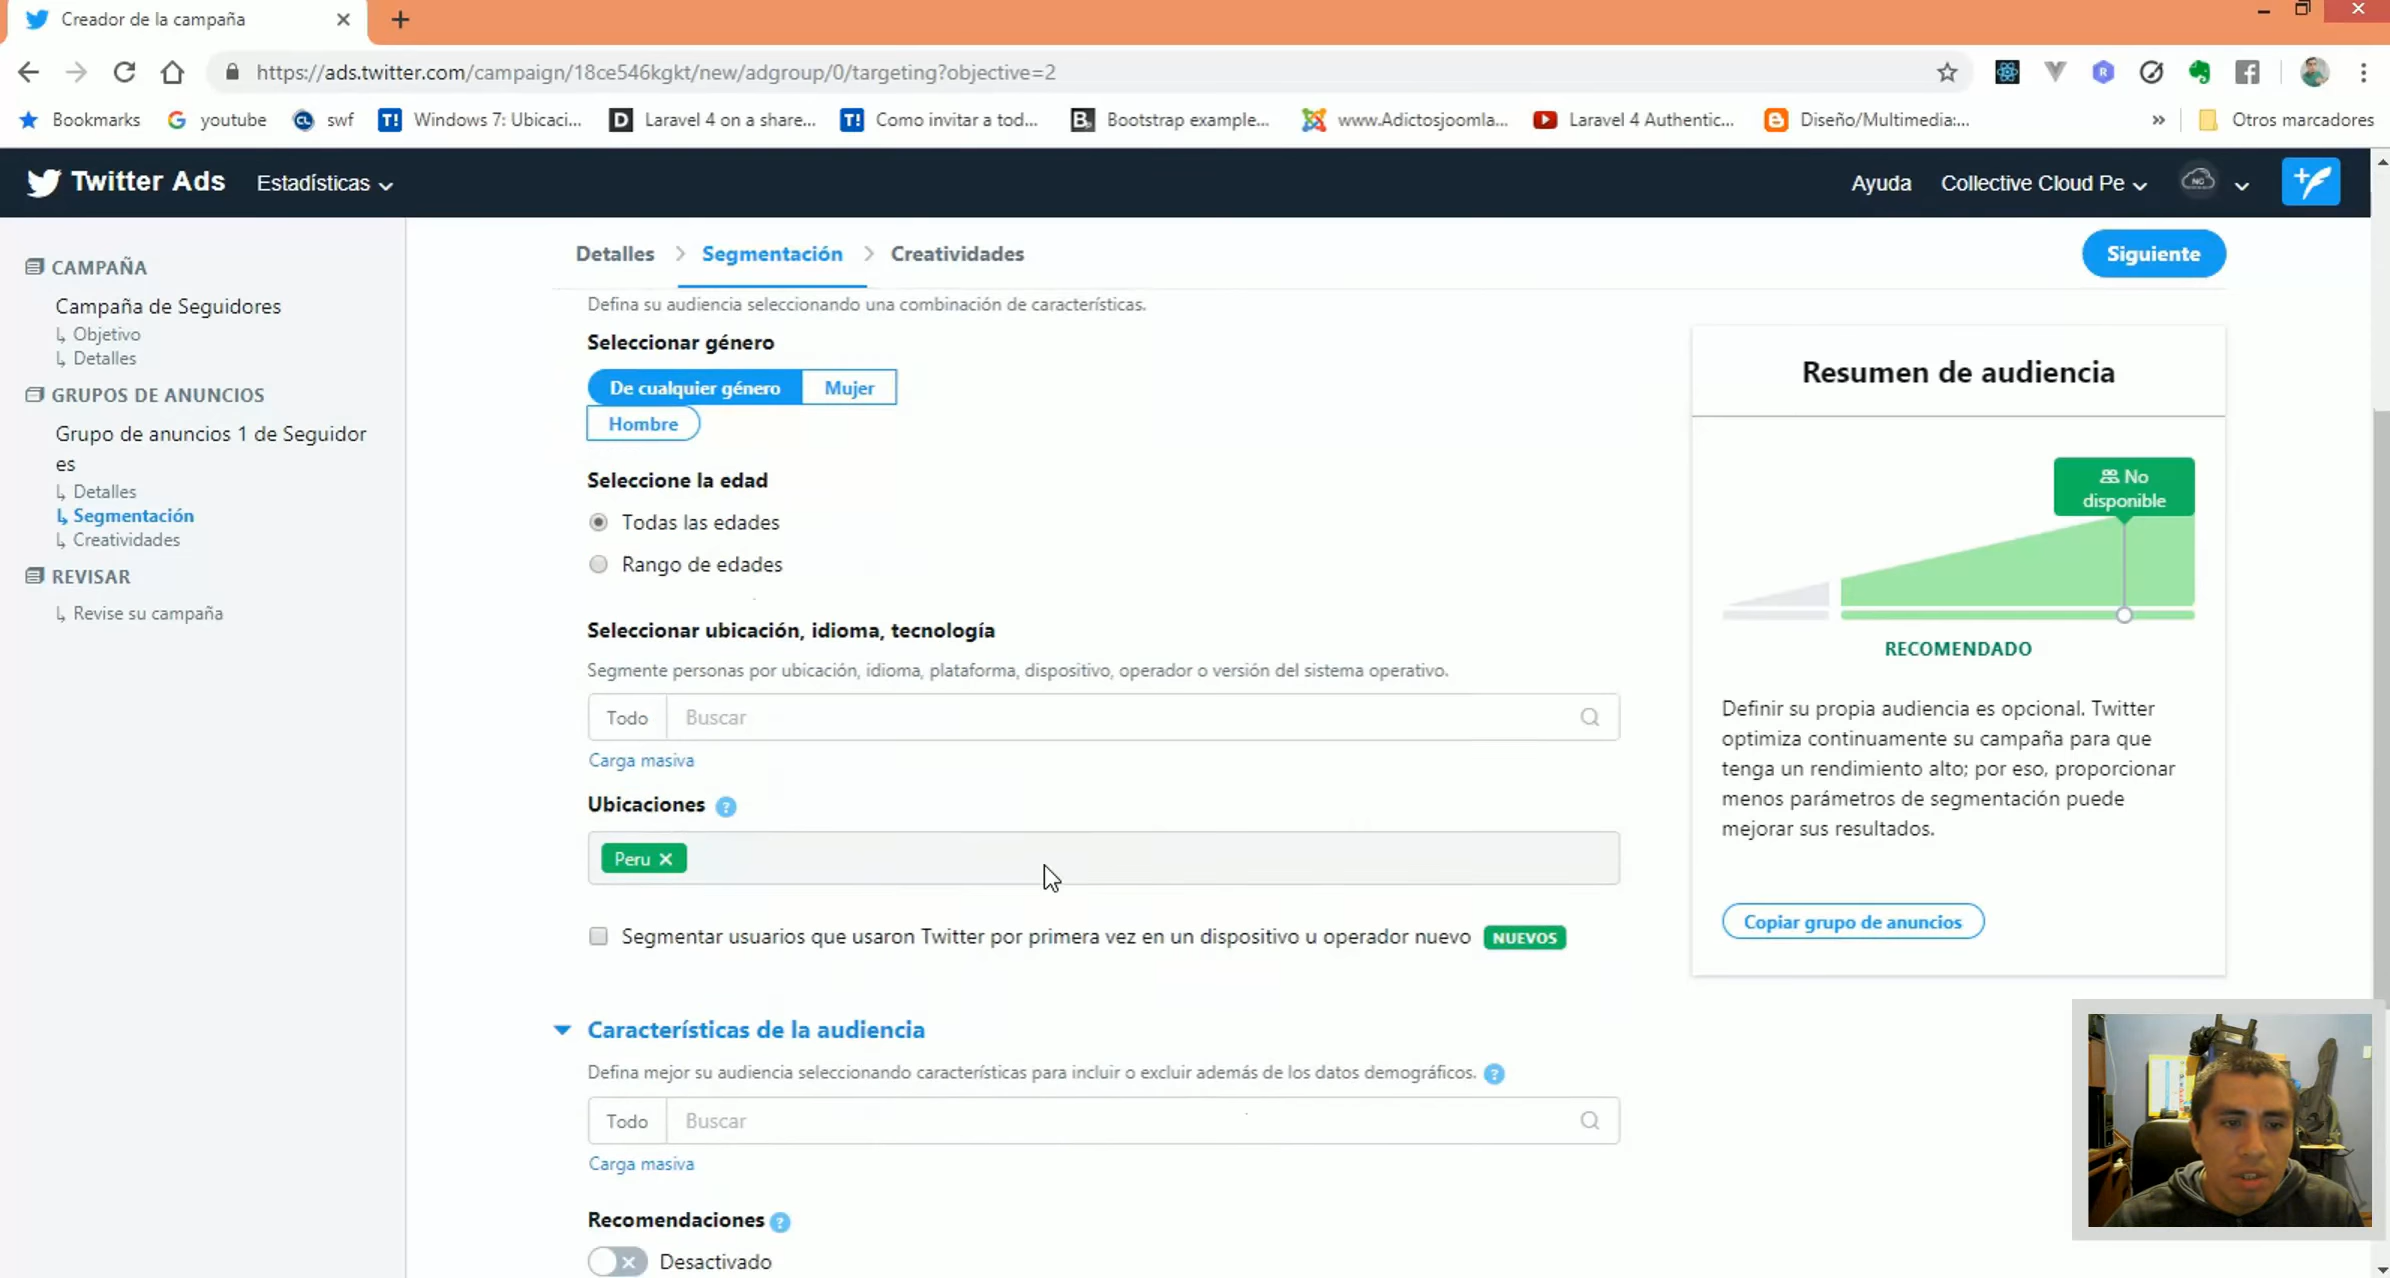 Creador de la campaña
https://ads.twitter.com/campaign/18ce546kgkt/new/adgroup/0/targeting?objective=2
Bookmarks youtube swf Windows 7: Ubicaci... Laravel 4 on a share... Como invitar a tod... Bootstrap example... www.Adictosjoomla... Laravel 4 Authentic... Diseño/Multimedia:... » Otros marcadores
Twitter Ads Estadísticas Ayuda Collective Cloud Pe
CAMPAÑA
Campaña de Seguidores
Objetivo
Detalles
GRUPOS DE ANUNCIOS
Grupo de anuncios 1 de Seguidor
es
Detalles
Segmentación
Creatividades
REVISAR
Revise su campaña
Detalles Segmentación Creatividades
Siguiente
Defina su audiencia seleccionando una combinación de características.
Seleccionar género
De cualquier género Mujer
Hombre
Seleccione la edad
Todas las edades
Rango de edades
Seleccionar ubicación, idioma, tecnología
Segmente personas por ubicación, idioma, plataforma, dispositivo, operador o versión del sistema operativo.
Todo Buscar
Carga masiva
Ubicaciones ?
Peru
Segmentar usuarios que usaron Twitter por primera vez en un dispositivo u operador nuevo NUEVOS
Características de la audiencia
Defina mejor su audiencia seleccionando características para incluir o excluir además de los datos demográficos. ?
Todo Buscar
Carga masiva
Recomendaciones ?
Desactivado
Resumen de audiencia
No
disponible
RECOMENDADO
Definir su propia audiencia es opcional. Twitter
optimiza continuamente su campaña para que
tenga un rendimiento alto; por eso, proporcionar
menos parámetros de segmentación puede
mejorar sus resultados.
Copiar grupo de anuncios